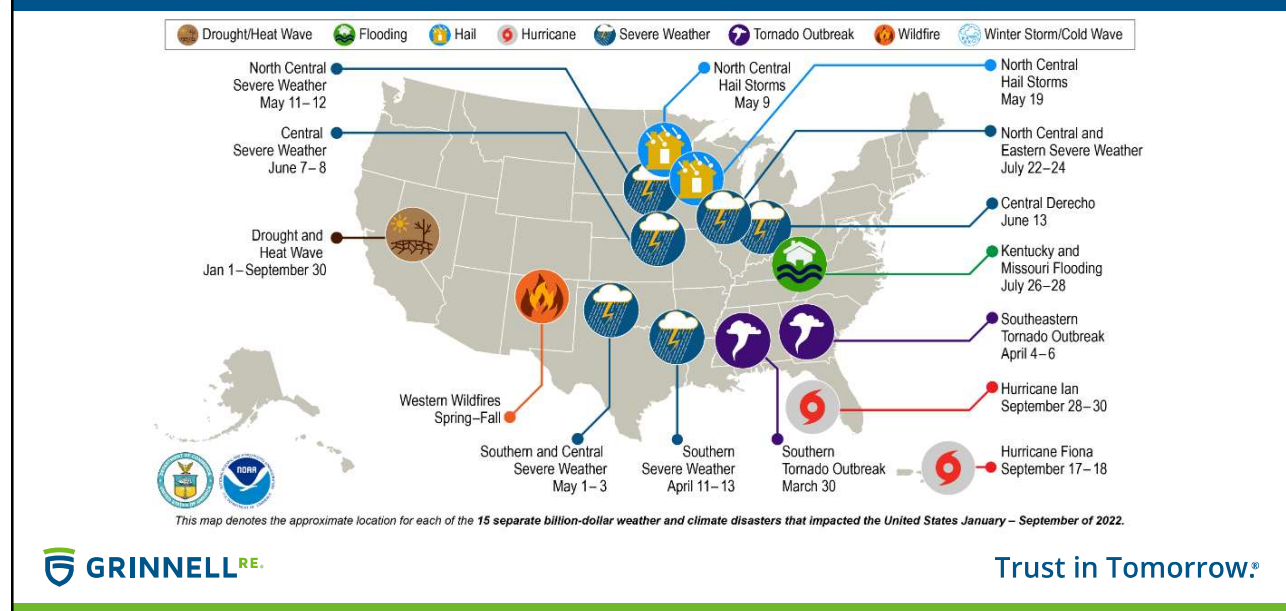 Drought/Heat Wave
Flooding
Hail
Hurricane
Severe Weather
Tornado Outbreak
Wildfire
Winter Storm/Cold Wave
North Central
Severe Weather
May 11–12
North Central
Hail Storms
May 9
North Central
Hail Storms
May 19
Central
Severe Weather
June 7–8
North Central and
Eastern Severe Weather
July 22–24
Central Derecho
June 13
Drought and
Heat Wave
Jan 1–September 30
Kentucky and
Missouri Flooding
July 26–28
Southeastern
Tornado Outbreak
April 4–6
Western Wildfires
Spring–Fall
Hurricane Ian
September 28–30
Southern and Central
Severe Weather
May 1–3
Southern
Severe Weather
April 11–13
Southern
Tornado Outbreak
March 30
Hurricane Fiona
September 17–18
NOAA
This map denotes the approximate location for each of the 15 separate billion-dollar weather and climate disasters that impacted the United States January – September of 2022.
GRINNELL RE.
Trust in Tomorrow.®